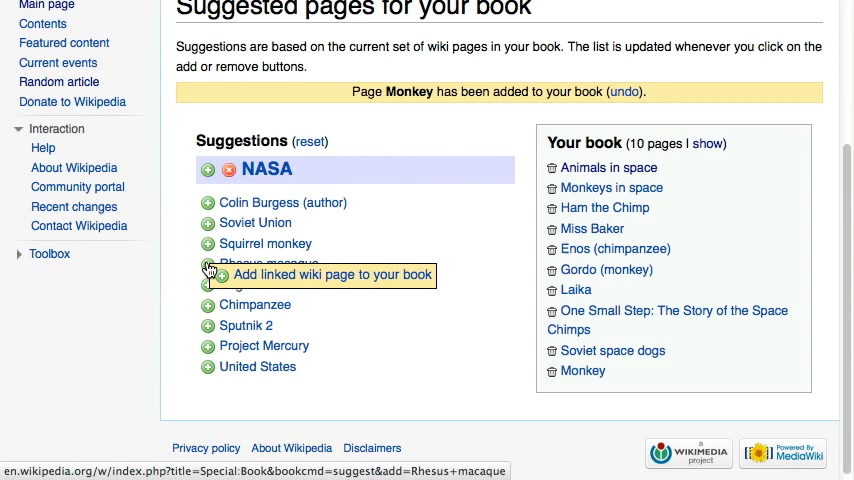 Main page
Contents
Featured content
Current events
Random article
Donate to Wikipedia
Interaction
Help
About Wikipedia
Community portal
Recent changes
Contact Wikipedia
Toolbox
Suggested pages for your book
Suggestions are based on the current set of wiki pages in your book. The list is updated whenever you click on the
add or remove buttons.
Page Monkey has been added to your book (undo).
Suggestions (reset)
NASA
Colin Burgess (author)
Soviet Union
Squirrel monkey
Rhesus macaque
Add linked wiki page to your book
Chimpanzee
Sputnik 2
Project Mercury
United States
Your book (10 pages | show)
Animals in space
Monkeys in space
Ham the Chimp
Miss Baker
Enos (chimpanzee)
Gordo (monkey)
Laika
One Small Step: The Story of the Space
Chimps
Soviet space dogs
Monkey
Privacy policy About Wikipedia Disclaimers
A WIKIMEDIA project
Powered By MediaWiki
en.wikipedia.org/w/index.php?title=Special:Book&bookcmd=suggest&add=Rhesus+macaque